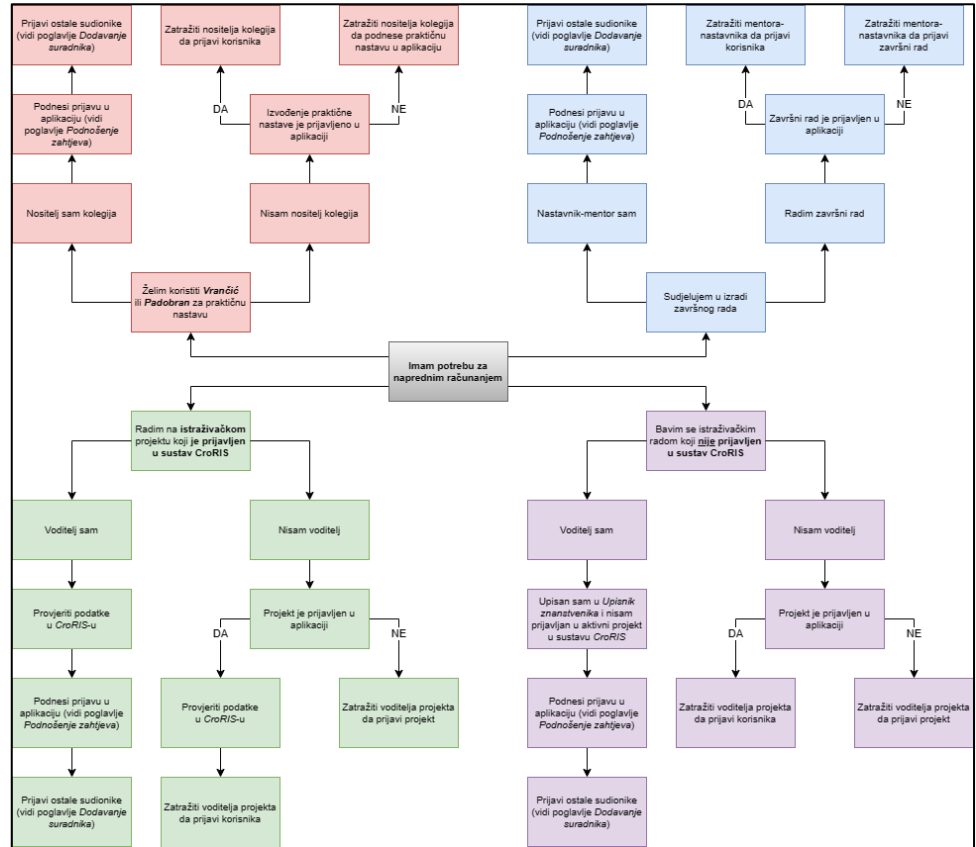 Prijavi ostale sudionike
(vidi poglavlje Dodavanje
suradnika)
Zatražiti nositelja kolegija
da prijavi korisnika
Zatražiti nositelja kolegija
da podnese praktičnu
nastavu u aplikaciju
Prijavi ostale sudionike
(vidi poglavlje Dodavanje
suradnika)
Zatražiti mentora-
nastavnika da prijavi
korisnika
Zatražiti mentora-
nastavnika da prijavi
završni rad
Podnesi prijavu u
aplikaciju (vidi
poglavlje Podnošenje
zahtjeva)
DA
Izvođenje praktične
nastave je prijavljeno u
aplikaciji
NE
Podnesi prijavu u
aplikaciju (vidi poglavlje
Podnošenje zahtjeva)
DA
Završni rad je prijavljen u
aplikaciji
NE
Nositelj sam kolegija
Nisam nositelj kolegija
Nastavnik-mentor sam
Radim završni rad
Želim koristiti Vrančić
ili Padobran za praktičnu
nastavu
Sudjelujem u izradi
završnog rada
Imam potrebu za
naprednim računanjem
Radim na istraživačkom
projektu koji je prijavljen
u sustav CroRIS
Bavim se istraživačkim
radom koji nije prijavljen
u sustav CroRIS
Voditelj sam
Nisam voditelj
Voditelj sam
Nisam voditelj
Provjeriti podatke
u CroRIS-u
DA
Projekt je prijavljen u
aplikaciji
NE
Upisan sam u Upisnik
znanstvenika i nisam
prijavljan u aktivni projekt
u sustavu CroRIS
DA
Projekt je prijavljen u
aplikaciji
NE
Podnesi prijavu u
aplikaciju (vidi poglavlje
Podnošenje zahtjeva)
Provjeriti podatke
u CroRIS-u
Zatražiti voditelja projekta
da prijavi projekt
Podnesi prijavu u
aplikaciju (vidi poglavlje
Podnošenje zahtjeva)
Zatražiti voditelja projekta
da prijavi korisnika
Zatražiti voditelja projekta
da prijavi projekt
Prijavi ostale sudionike
(vidi poglavlje Dodavanje
suradnika)
Zatražiti voditelja projekta
da prijavi korisnika
Prijavi ostale sudionike
(vidi poglavlje Dodavanje
suradnika)